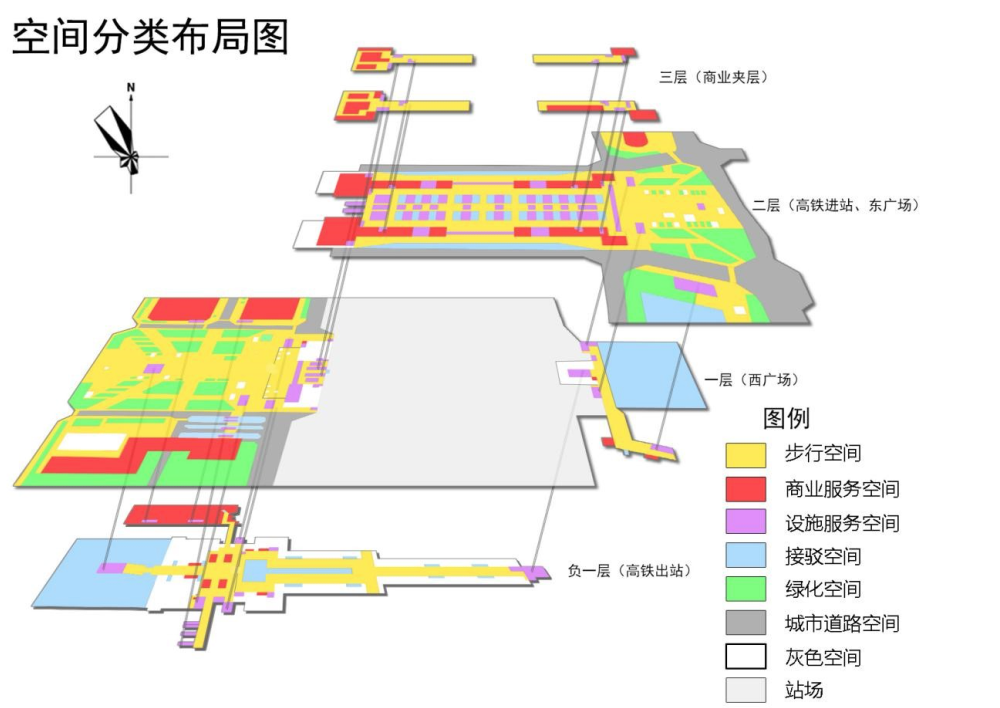 空间分类布局图
N
三层（商业夹层）
二层（高铁进站、东广场）
一层（西广场）
图例
步行空间
商业服务空间
设施服务空间
接驳空间
绿化空间
城市道路空间
灰色空间
站场
负一层（高铁出站）